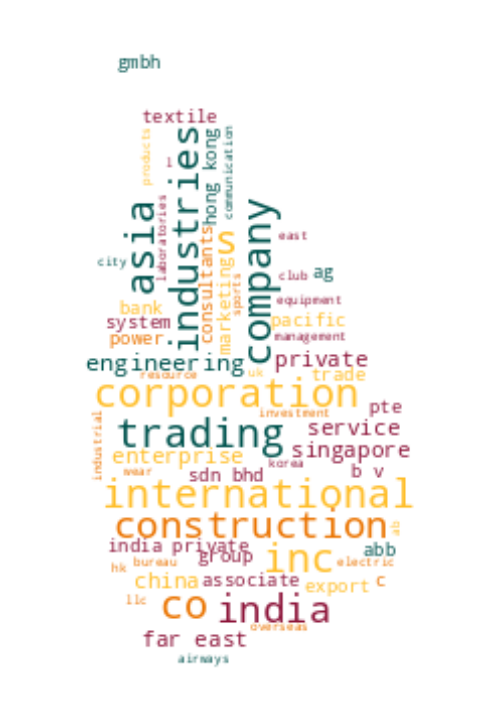 gmbh
textile
products
l
industries
hong kong
communication
asia
laboratories
company
consultants
s
marketing
sports
east
city
club
ag
equipment
bank
system
power
pacific
management
engineering
private
resource
uk
trade
corporation
investment
pte
industrial
trading
service
enterprise
singapore
wear
sdn bhd
korea
b v
international
construction
ab
india private
group
inc
abb
hk
bureau
electric
china
associate
export
c
llc
co
india
overseas
far east
airways